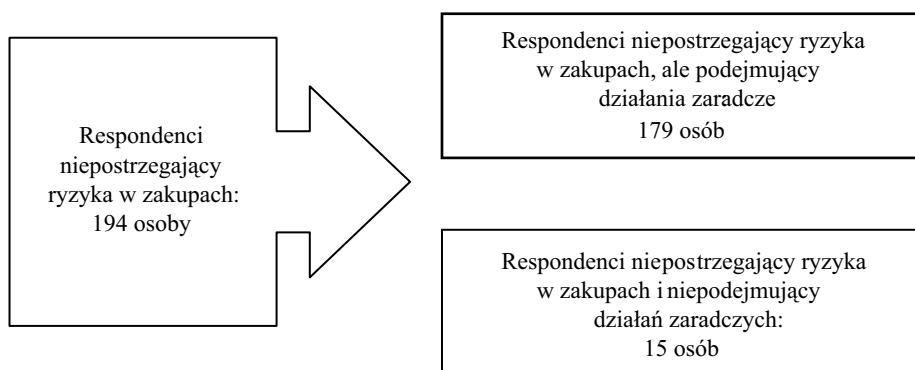 Respondenci
niepostrzegający
ryzyka w zakupach:
194 osoby
Respondenci niepostrzegający ryzyka
w zakupach, ale podejmujący
działania zaradcze
179 osób
Respondenci niepostrzegający ryzyka
w zakupach i niepodejmujący
działań zaradczych:
15 osób